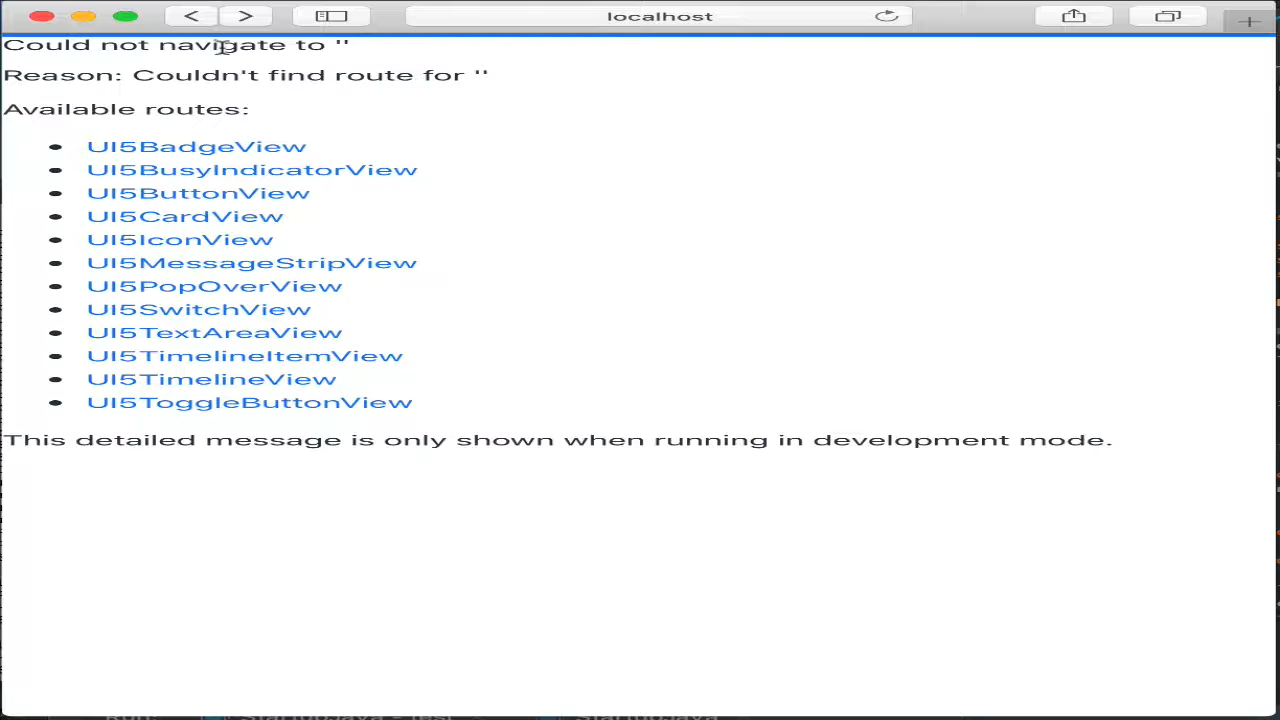 localhost
Could not navigate to ''
Reason: Couldn't find route for ''
Available routes:
UI5BadgeView
UI5BusyIndicatorView
UI5ButtonView
UI5CardView
UI5IconView
UI5MessageStripView
UI5PopOverView
UI5SwitchView
UI5TextAreaView
UI5TimelineItemView
UI5TimelineView
UI5ToggleButtonView
This detailed message is only shown when running in development mode.